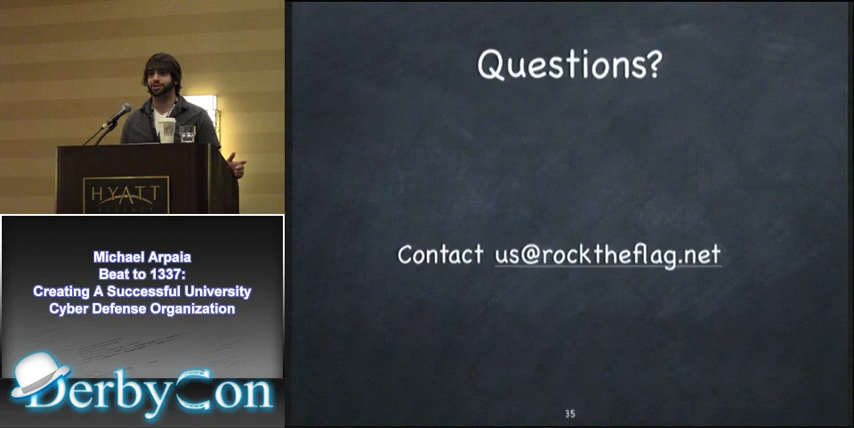 HYATT
Michael Arpaia
Beat to 1337:
Creating A Successful University
Cyber Defense Organization
DerbyCon
Questions?
Contact us@rocktheflag.net
35